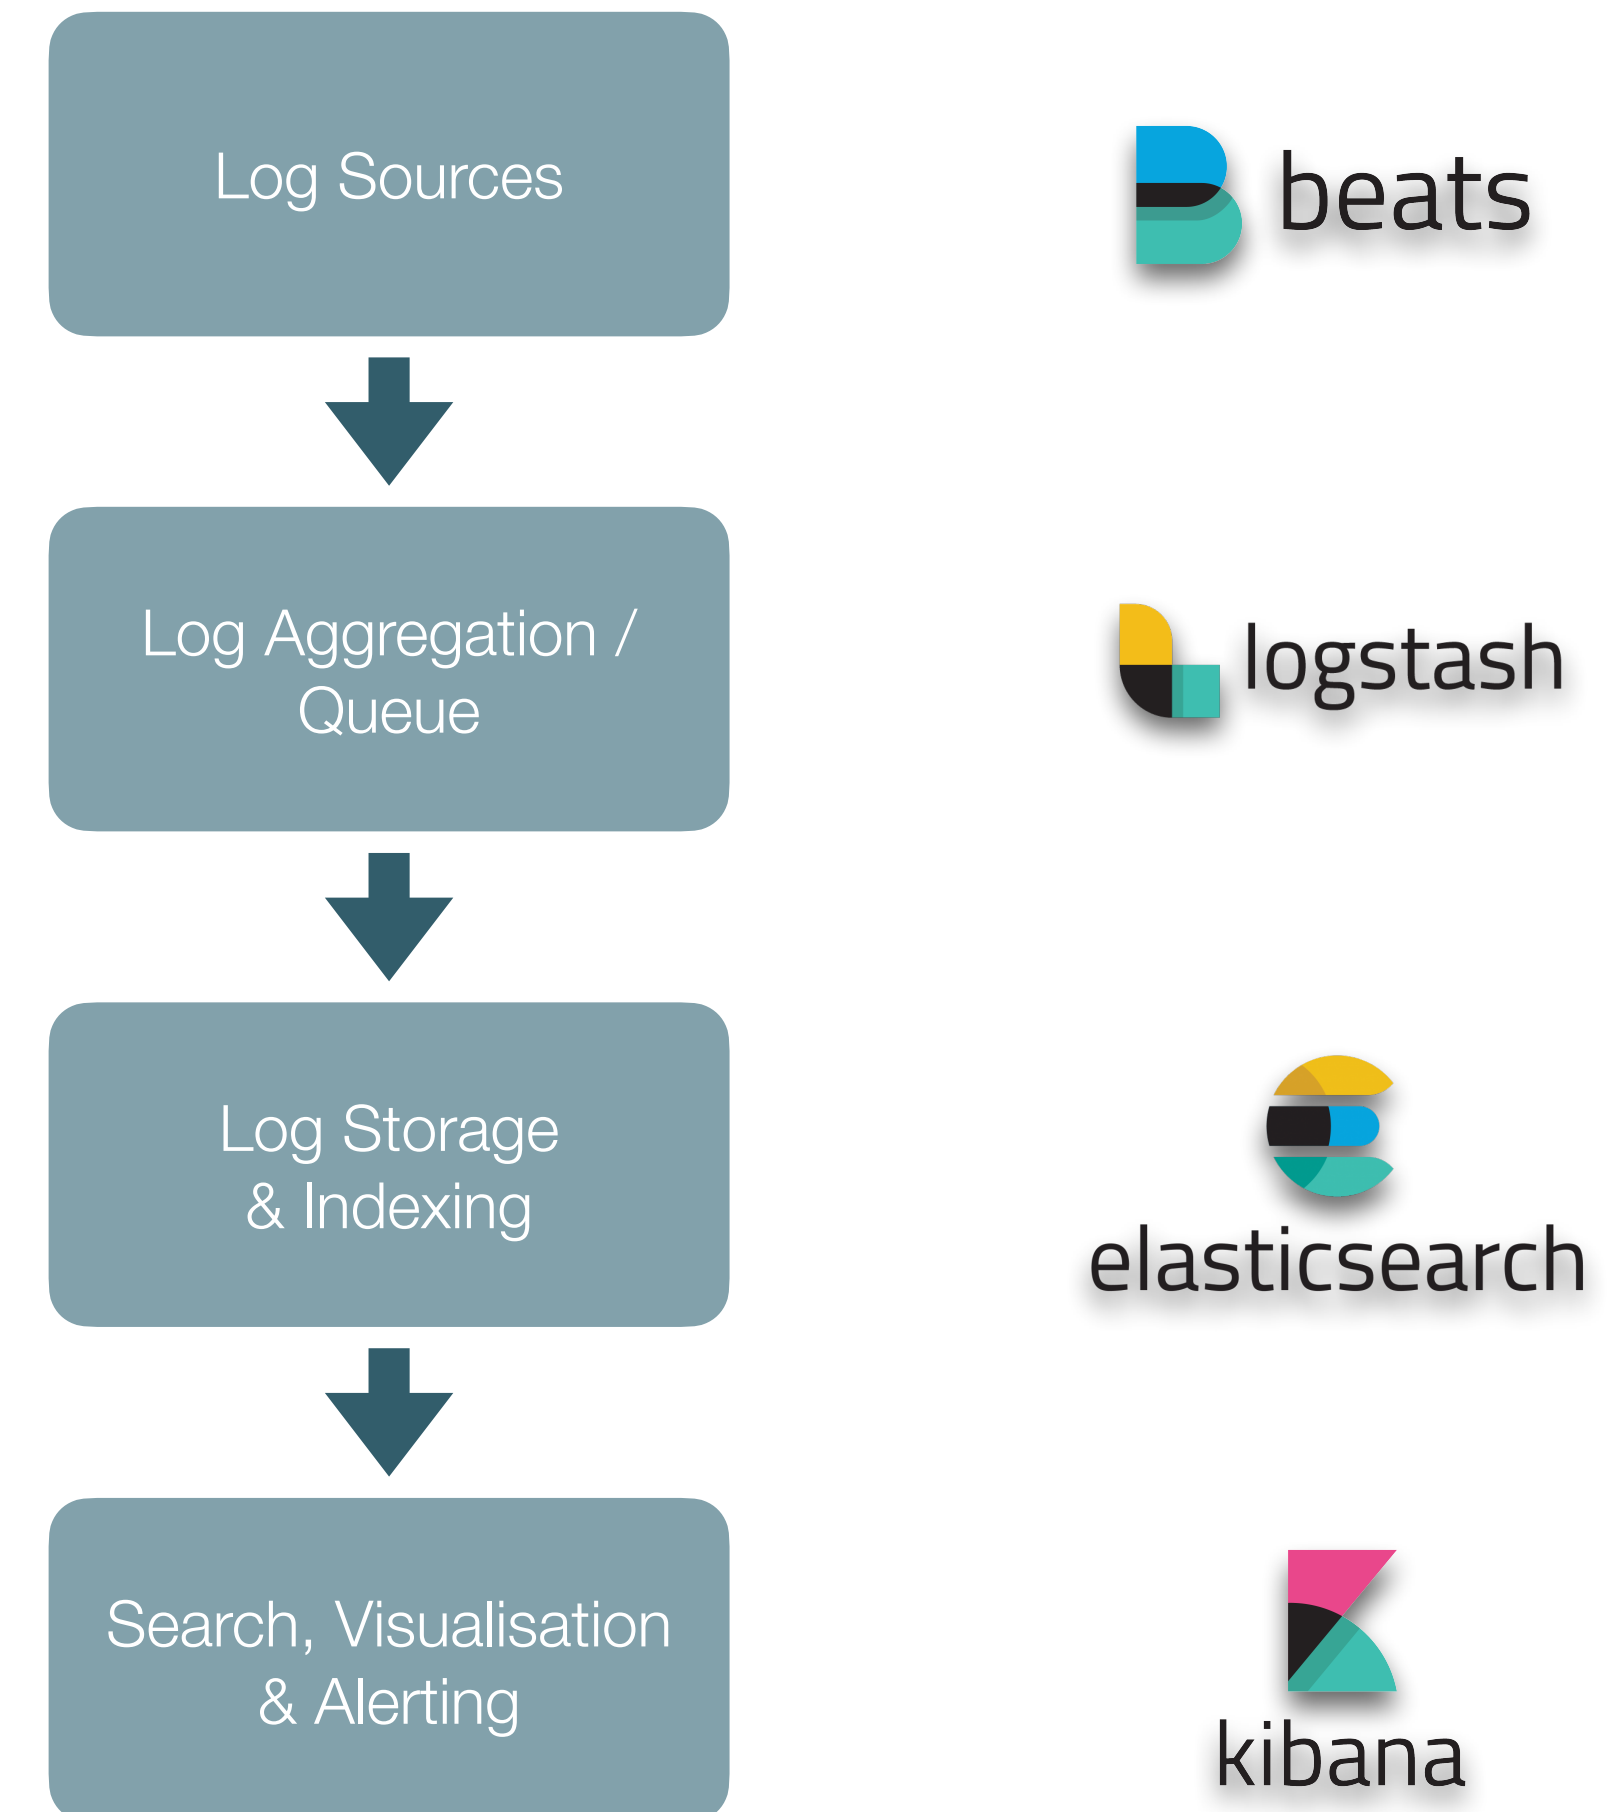 Log Sources
beats
Log Aggregation /
Queue
logstash
Log Storage
& Indexing
elasticsearch
Search, Visualisation
& Alerting
kibana